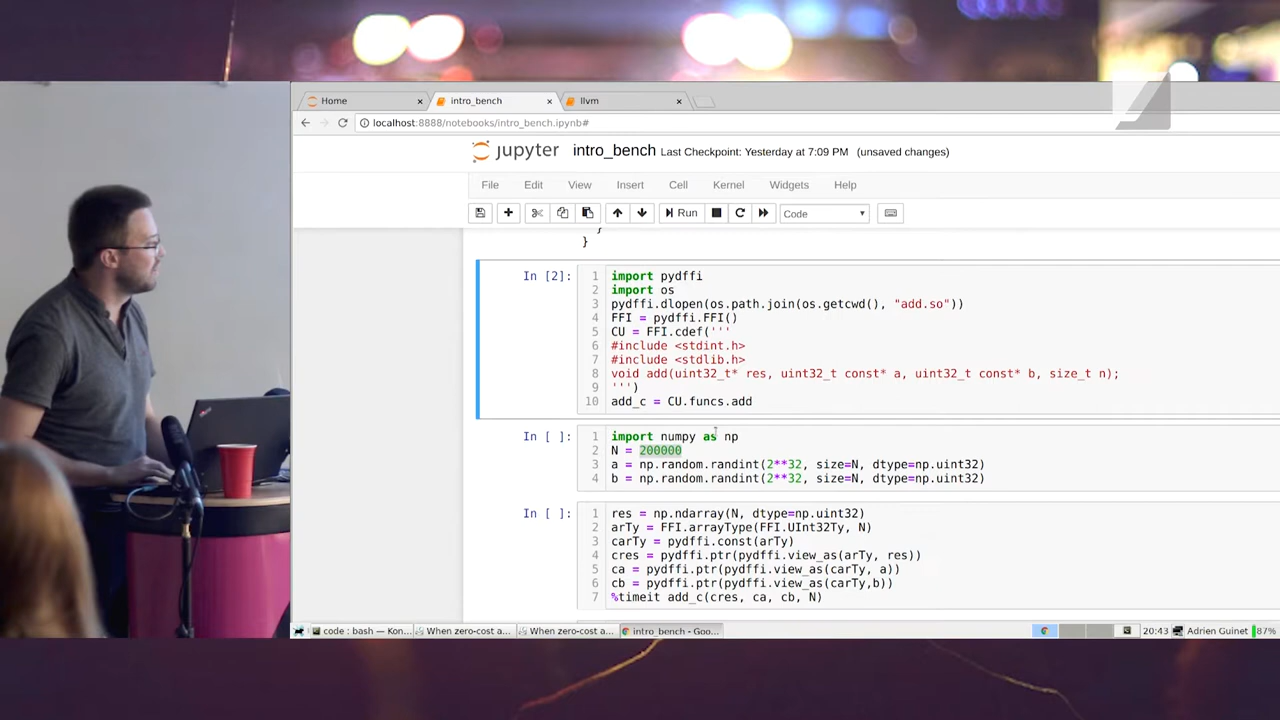 Home
intro_bench
llvm
localhost:8888/notebooks/intro_bench.ipynb#
jupyter intro_bench Last Checkpoint: Yesterday at 7:09 PM (unsaved changes)
File Edit View Insert Cell Kernel Widgets Help
Run Code
}
}
In [2]:
1 import pydffi
2 import os
3 pydffi.dlopen(os.path.join(os.getcwd(), "add.so"))
4 FFI = pydffi.FFI()
5 CU = FFI.cdef('''
6 #include <stdint.h>
7 #include <stdlib.h>
8 void add(uint32_t* res, uint32_t const* a, uint32_t const* b, size_t n);
9 ''')
10 add_c = CU.funcs.add
In [ ]:
1 import numpy as np
2 N = 200000
3 a = np.random.randint(2**32, size=N, dtype=np.uint32)
4 b = np.random.randint(2**32, size=N, dtype=np.uint32)
In [ ]:
1 res = np.ndarray(N, dtype=np.uint32)
2 arTy = FFI.arrayType(FFI.UInt32Ty, N)
3 carTy = pydffi.const(arTy)
4 cres = pydffi.ptr(pydffi.view_as(arTy, res))
5 ca = pydffi.ptr(pydffi.view_as(carTy, a))
6 cb = pydffi.ptr(pydffi.view_as(carTy,b))
7 %timeit add_c(cres, ca, cb, N)
code : bash — Kon...
When zero-cost a...
When zero-cost a...
intro_bench - Goo...
20:43
Adrien Guinet
87%